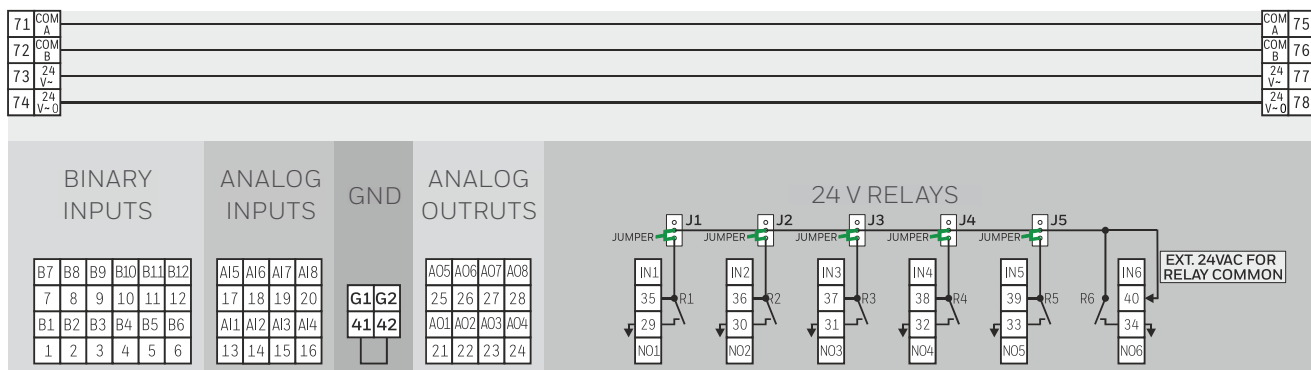 71 COM A COM A 75
72 COM B COM B 76
73 24 V~ 24 V~ 77
74 24 V~0 24 V~0 78
BINARY INPUTS
ANALOG INPUTS
GND
ANALOG OUTRUTS
24 V RELAYS
J1 J2 J3 J4 J5
JUMPER JUMPER JUMPER JUMPER JUMPER
EXT. 24VAC FOR
RELAY COMMON
B7 B8 B9 B10 B11 B12
7 8 9 10 11 12
B1 B2 B3 B4 B5 B6
1 2 3 4 5 6
AI5 AI6 AI7 AI8
17 18 19 20
AI1 AI2 AI3 AI4
13 14 15 16
G1 G2
41 42
AO5 AO6 AO7 AO8
25 26 27 28
AO1 AO2 AO3 AO4
21 22 23 24
IN1 IN2 IN3 IN4 IN5 IN6
35 R1 36 R2 37 R3 38 R4 39 R5 R6 40
29 30 31 32 33 34
NO1 NO2 NO3 NO4 NO5 NO6